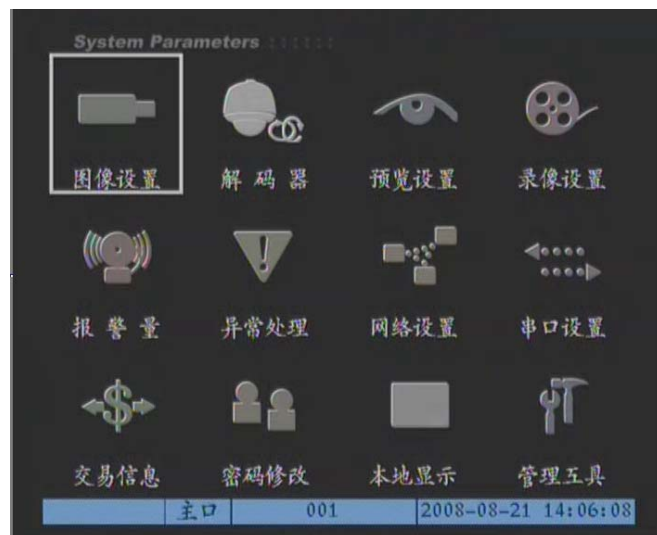 System Parameters ::::::
图像设置 解码器 预览设置 录像设置
报警量 异常处理 网络设置 串口设置
交易信息 密码修改 本地显示 管理工具
主口 001 2008-08-21 14:06:08